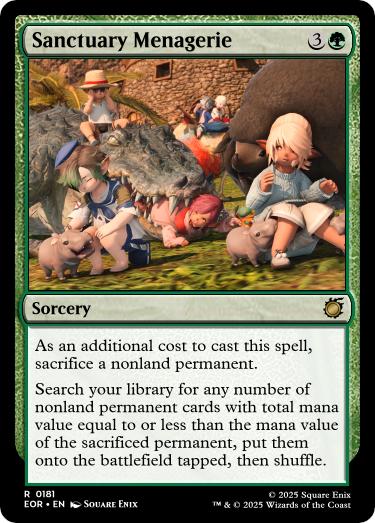 Sanctuary Menagerie 3
Sorcery
As an additional cost to cast this spell,
sacrifice a nonland permanent.
Search your library for any number of
nonland permanent cards with total mana
value equal to or less than the mana value
of the sacrificed permanent, put them
onto the battlefield tapped, then shuffle.
R 0181
EOR • EN SQUARE ENIX
© 2025 Square Enix
™ & © 2025 Wizards of the Coast